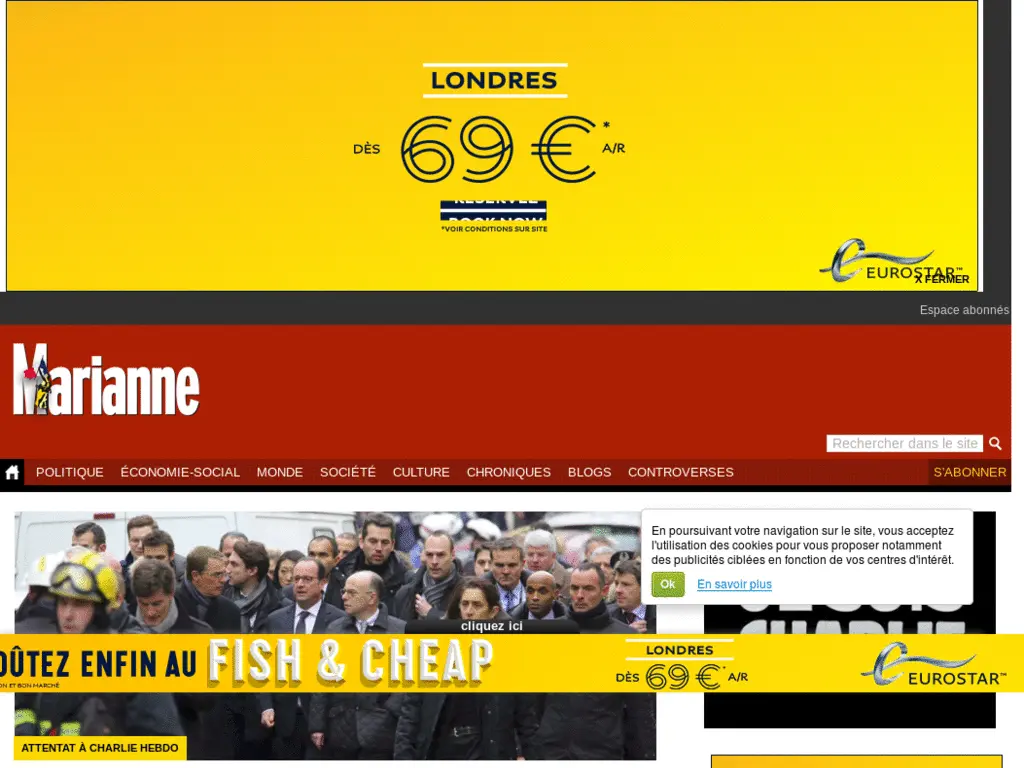 LONDRES
DÈS 69 €* A/R
BOOK NOW
*VOIR CONDITIONS SUR SITE
EUROSTAR™
X FERMER
Espace abonnés
Marianne
Rechercher dans le site
POLITIQUE ÉCONOMIE-SOCIAL MONDE SOCIÉTÉ CULTURE CHRONIQUES BLOGS CONTROVERSES S'ABONNER
En poursuivant votre navigation sur le site, vous acceptez
l'utilisation des cookies pour vous proposer notamment
des publicités ciblées en fonction de vos centres d'intérêt.
Ok En savoir plus
CHARLIE
cliquez ici
OÛTEZ ENFIN AU FISH & CHEAP
ON ET BON MARCHÉ
LONDRES
DÈS 69 €* A/R
EUROSTAR™
ATTENTAT À CHARLIE HEBDO